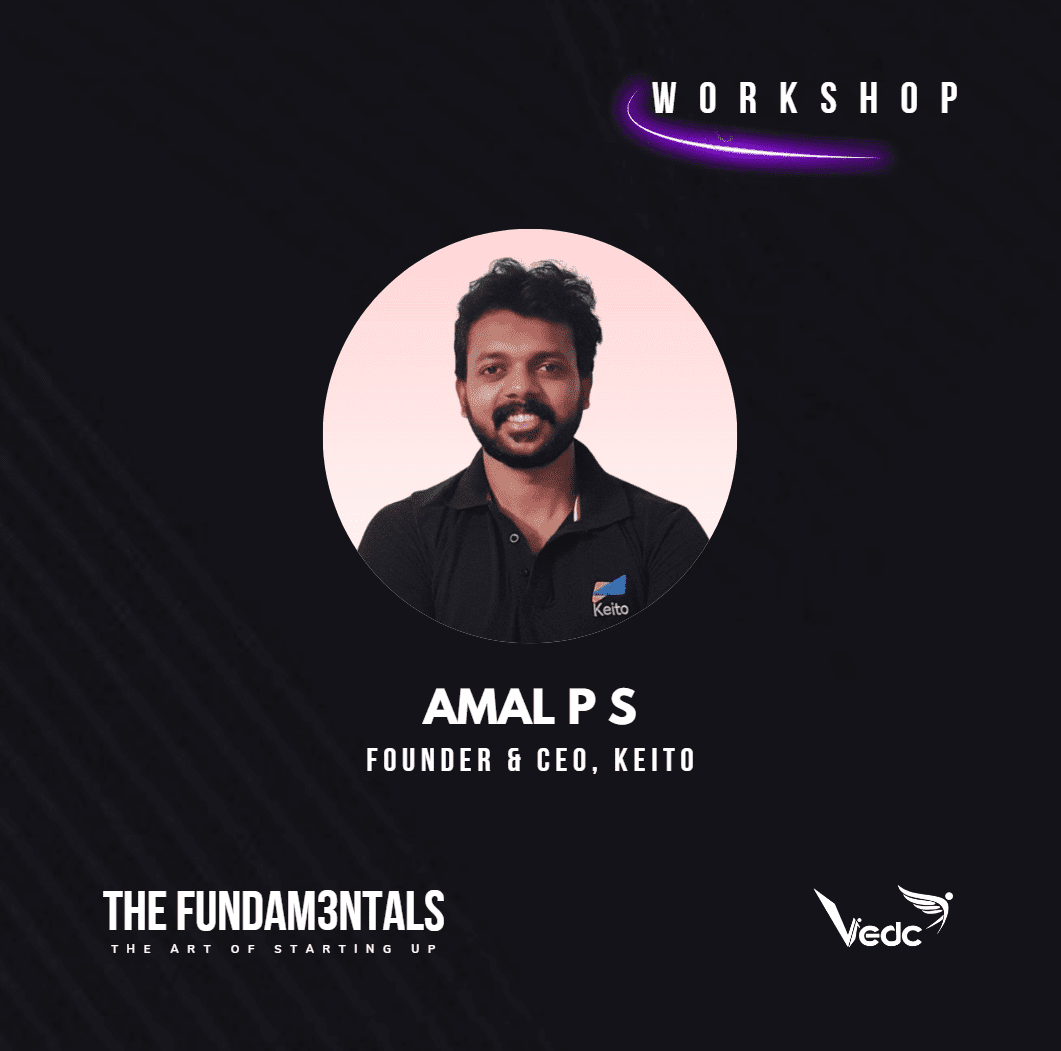 WORKSHOP
Keito
AMAL P S
FOUNDER & CEO, KEITO
THE FUNDAM3NTALS
THE ART OF STARTING UP
Vedc